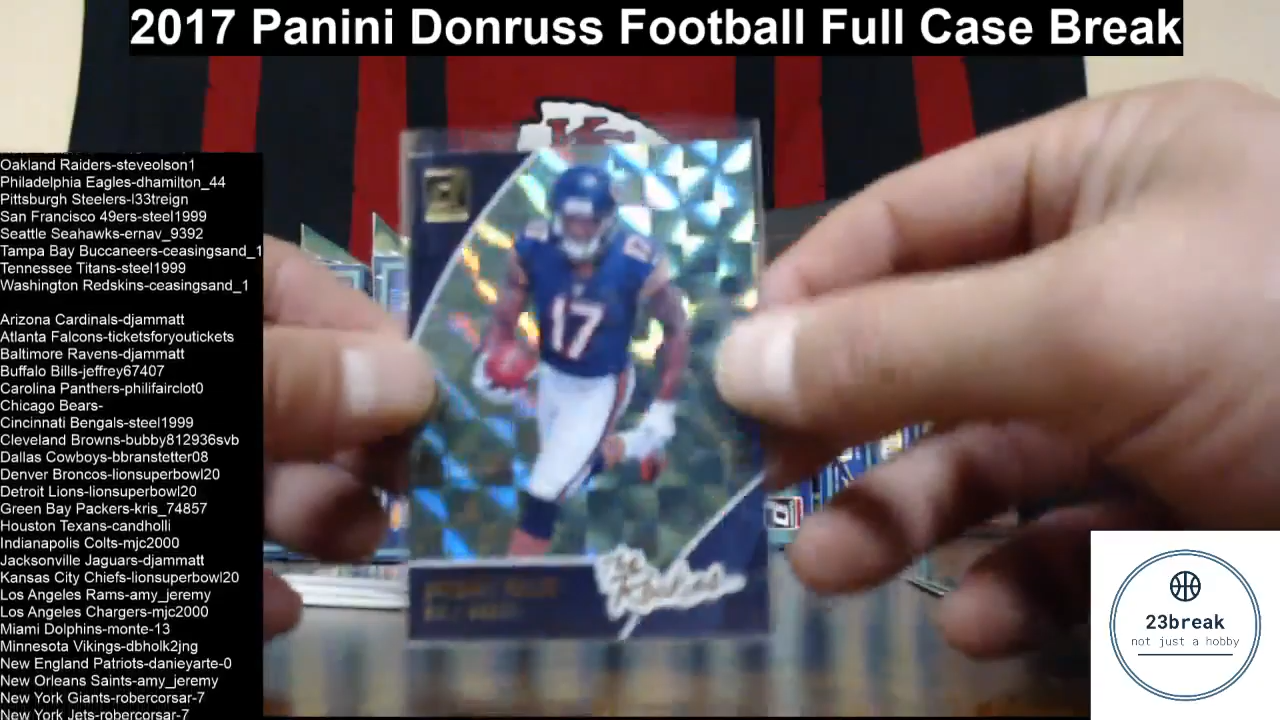 2017 Panini Donruss Football Full Case Break
Oakland Raiders-steveolson1
Philadelphia Eagles-dhamilton_44
Pittsburgh Steelers-l33treign
San Francisco 49ers-steel1999
Seattle Seahawks-ernav_9392
Tampa Bay Buccaneers-ceasingsand_1
Tennessee Titans-steel1999
Washington Redskins-ceasingsand_1
Arizona Cardinals-djammatt
Atlanta Falcons-ticketsforyoutickets
Baltimore Ravens-djammatt
Buffalo Bills-jeffrey67407
Carolina Panthers-philifairclot0
Chicago Bears-
Cincinnati Bengals-steel1999
Cleveland Browns-bubby812936svb
Dallas Cowboys-bbranstetter08
Denver Broncos-lionsuperbowl20
Detroit Lions-lionsuperbowl20
Green Bay Packers-kris_74857
Houston Texans-candholli
Indianapolis Colts-mjc2000
Jacksonville Jaguars-djammatt
Kansas City Chiefs-lionsuperbowl20
Los Angeles Rams-amy_jeremy
Los Angeles Chargers-mjc2000
Miami Dolphins-monte-13
Minnesota Vikings-dbholk2jng
New England Patriots-danieyarte-0
New Orleans Saints-amy_jeremy
New York Giants-robercorsar-7
New York Jets-robercorsar-7
17
17
The Rookies
23break
not just a hobby